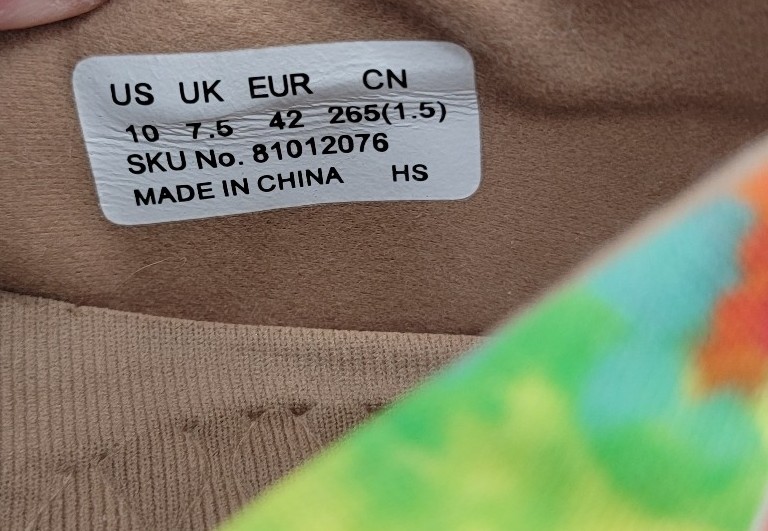 US UK EUR CN
10 7.5 42 265(1.5)
SKU No. 81012076
MADE IN CHINA HS